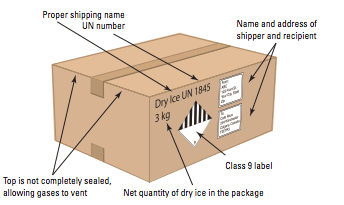 Proper shipping name
UN number
Name and address of
shipper and recipient
Dry Ice UN 1845
3 kg
Class 9 label
Top is not completely sealed,
allowing gases to vent
Net quantity of dry ice in the package